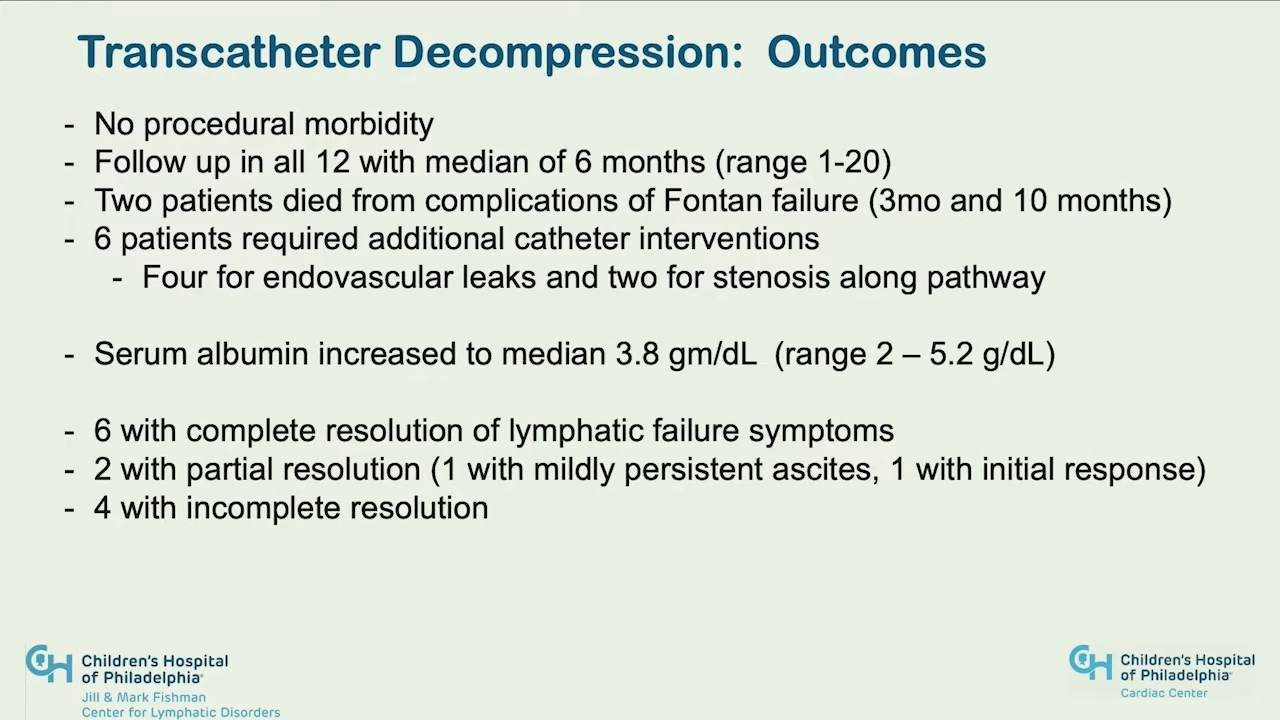 Transcatheter Decompression: Outcomes
- No procedural morbidity
- Follow up in all 12 with median of 6 months (range 1-20)
- Two patients died from complications of Fontan failure (3mo and 10 months)
- 6 patients required additional catheter interventions
- Four for endovascular leaks and two for stenosis along pathway
- Serum albumin increased to median 3.8 gm/dL (range 2 – 5.2 g/dL)
- 6 with complete resolution of lymphatic failure symptoms
- 2 with partial resolution (1 with mildly persistent ascites, 1 with initial response)
- 4 with incomplete resolution
CH
Children's Hospital
of Philadelphia
Jill & Mark Fishman
Center for Lymphatic Disorders
CH
Children's Hospital
of Philadelphia
Cardiac Center